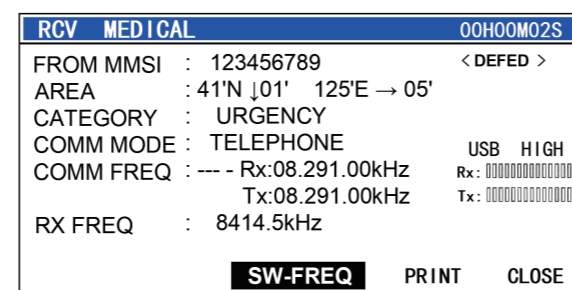 RCV MEDICAL 00H00M02S
FROM MMSI : 123456789 < DEFED >
AREA : 41'N ↓01' 125'E → 05'
CATEGORY : URGENCY
COMM MODE : TELEPHONE USB HIGH
COMM FREQ : --- - Rx:08.291.00kHz Rx:
Tx:08.291.00kHz Tx:
RX FREQ : 8414.5kHz
SW-FREQ PRINT CLOSE